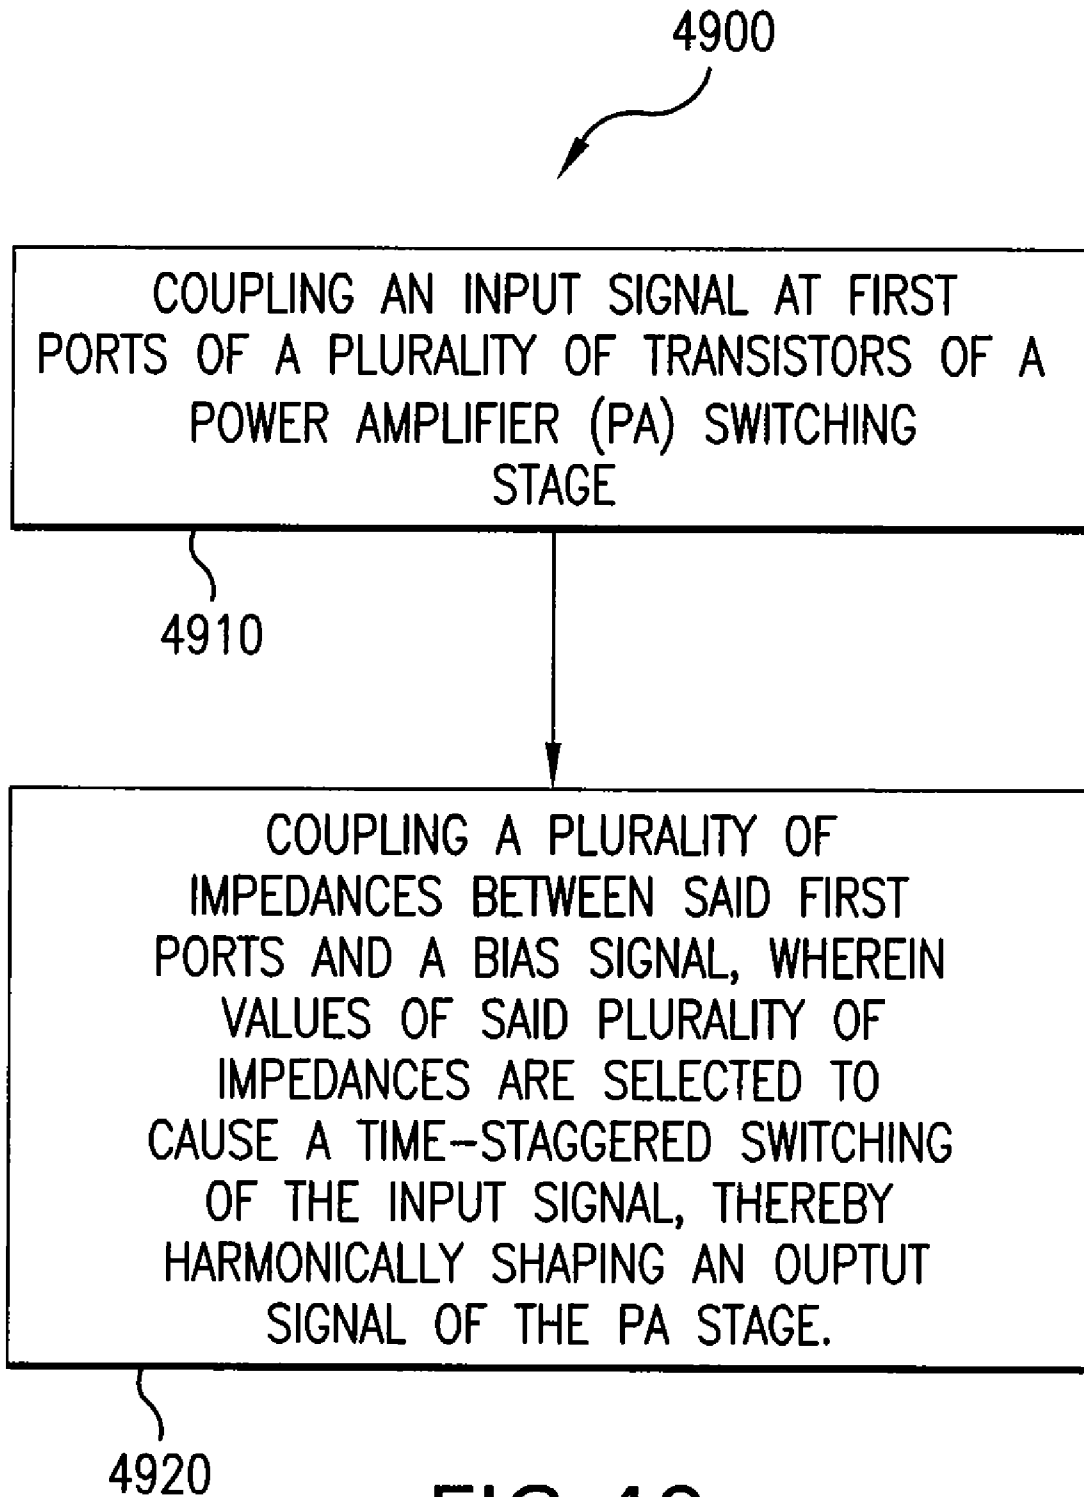 4900
COUPLING AN INPUT SIGNAL AT FIRST
PORTS OF A PLURALITY OF TRANSISTORS OF A
POWER AMPLIFIER (PA) SWITCHING
STAGE
4910
COUPLING A PLURALITY OF
IMPEDANCES BETWEEN SAID FIRST
PORTS AND A BIAS SIGNAL, WHEREIN
VALUES OF SAID PLURALITY OF
IMPEDANCES ARE SELECTED TO
CAUSE A TIME-STAGGERED SWITCHING
OF THE INPUT SIGNAL, THEREBY
HARMONICALLY SHAPING AN OUPTUT
SIGNAL OF THE PA STAGE.
4920